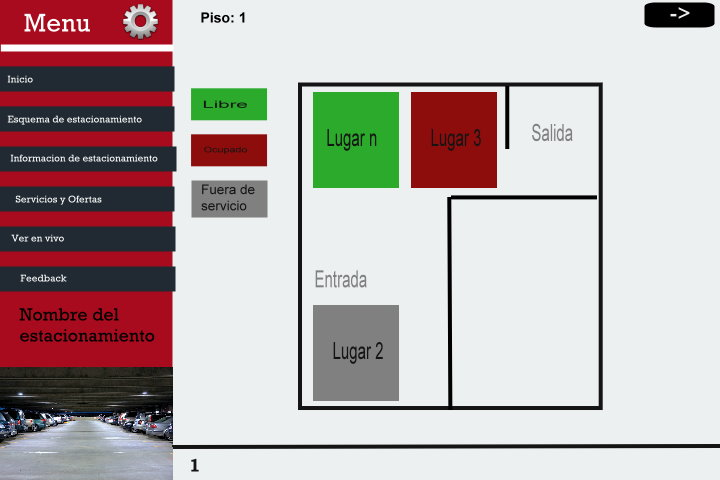 Menu
Inicio
Esquema de estacionamiento
Informacion de estacionamiento
Servicios y Ofertas
Ver en vivo
Feedback
Nombre del
estacionamiento
Piso: 1
->
Libre
Ocupado
Fuera de
servicio
Lugar n
Lugar 3
Salida
Entrada
Lugar 2
1